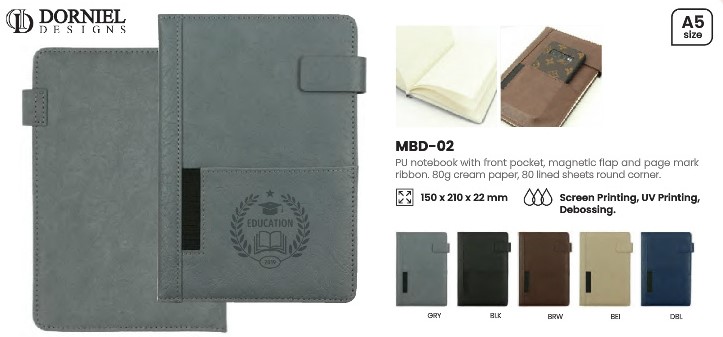 DORNIEL
DESIGNS
A5
size
EDUCATION
MBD-02
PU notebook with front pocket, magnetic flap and page mark
ribbon. 80g cream paper, 80 lined sheets round corner.
150 x 210 x 22 mm
Screen Printing, UV Printing,
Debossing.
GRY
BLK
BRW
BEI
DBL